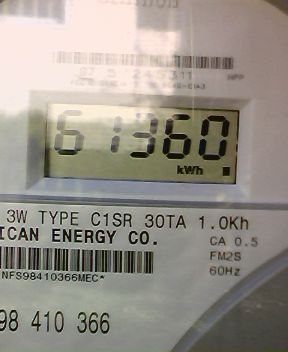 61360
kWh
3W TYPE C1SR 30TA 1.0Kh
ICAN ENERGY CO.
CA 0.5
FM2S
NFS98410366MEC*
60Hz
98 410 366